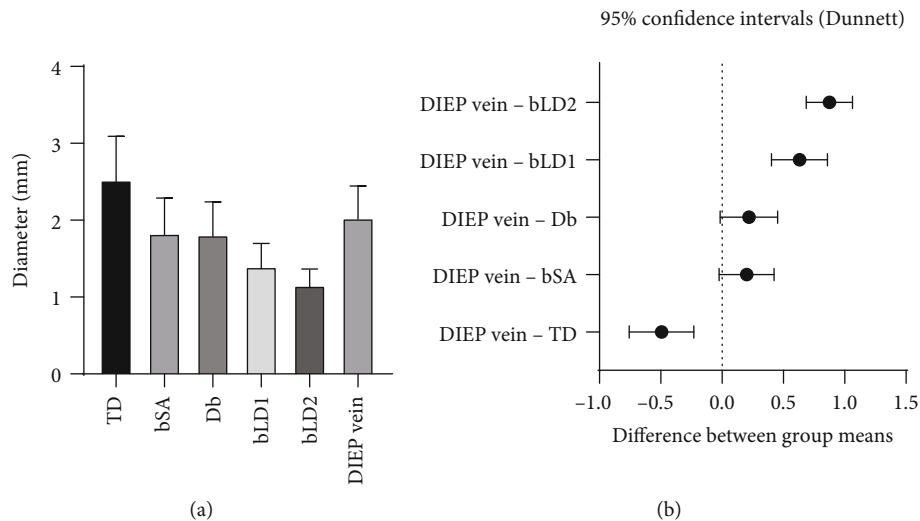 4
3
2
1
0
Diameter (mm)
TD
bSA
Db
bLD1
bLD2
DIEP vein
(a)
95% confidence intervals (Dunnett)
DIEP vein – bLD2
DIEP vein – bLD1
DIEP vein – Db
DIEP vein – bSA
DIEP vein – TD
–1.0 –0.5 0.0 0.5 1.0 1.5
Difference between group means
(b)